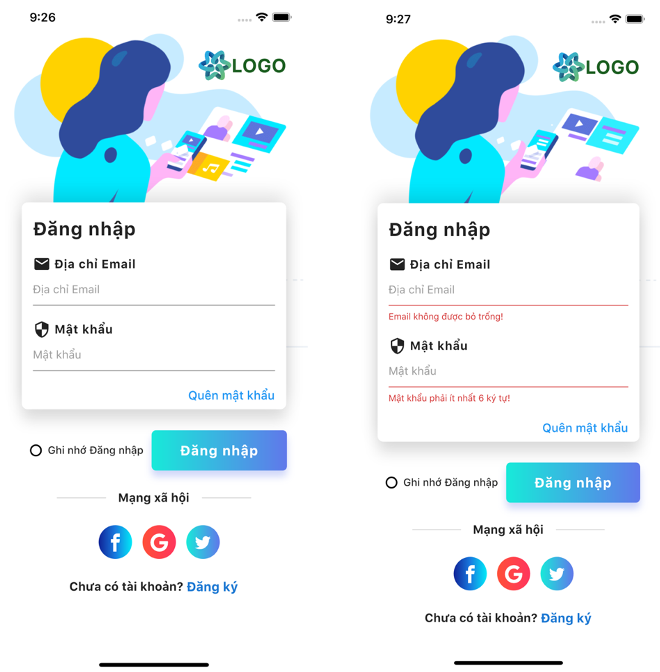 9:26
LOGO
Đăng nhập
Địa chỉ Email
Địa chỉ Email
Mật khẩu
Mật khẩu
Quên mật khẩu
Ghi nhớ Đăng nhập
Đăng nhập
Mạng xã hội
f
G
Chưa có tài khoản? Đăng ký
9:27
LOGO
Đăng nhập
Địa chỉ Email
Địa chỉ Email
Email không được bỏ trống!
Mật khẩu
Mật khẩu
Mật khẩu phải ít nhất 6 ký tự!
Quên mật khẩu
Ghi nhớ Đăng nhập
Đăng nhập
Mạng xã hội
f
G
Chưa có tài khoản? Đăng ký